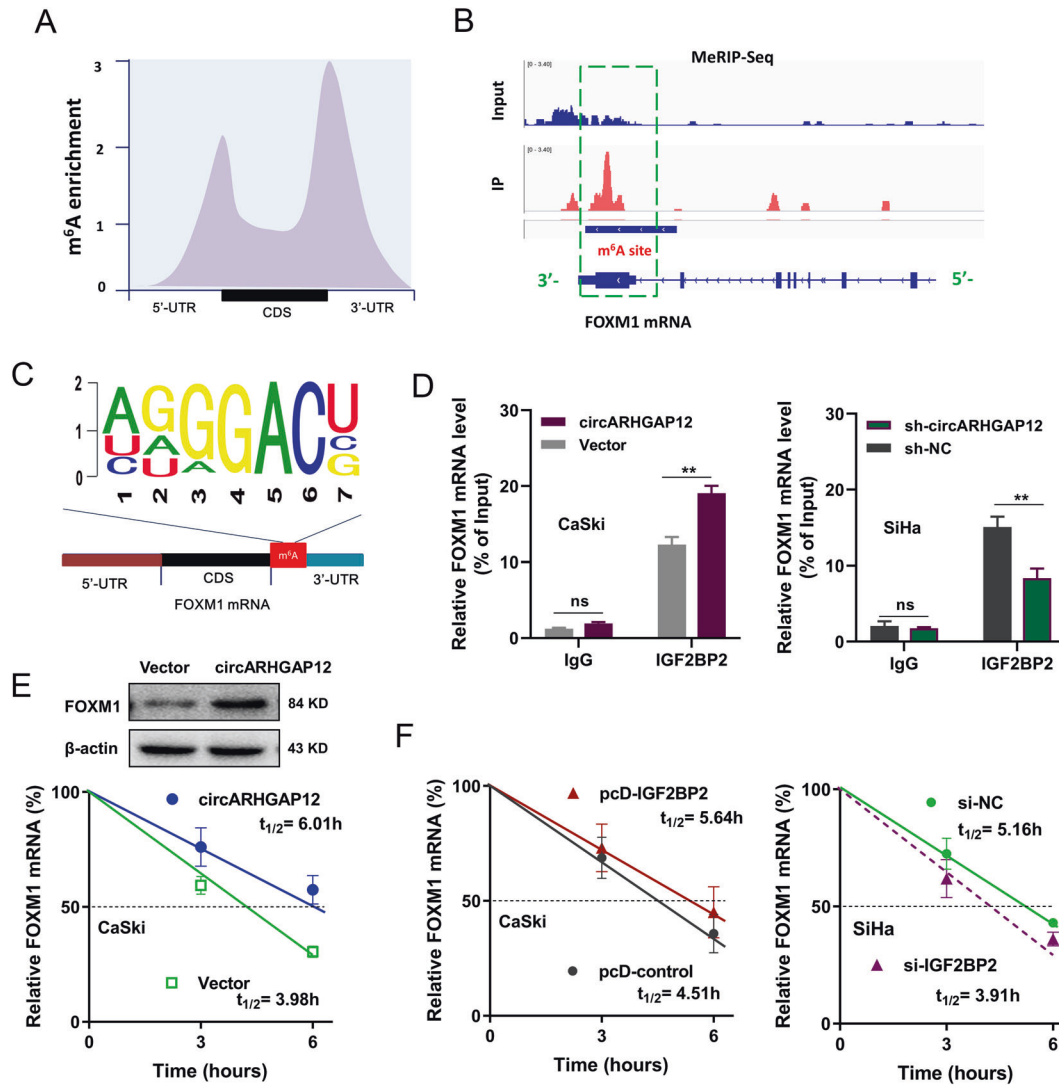 A
m⁶A enrichment
3
2
1
0
5'-UTR
CDS
3'-UTR
B
MeRIP-Seq
Input
[0 - 3.40]
IP
[0 - 3.40]
m⁶A site
3'-
5'-
FOXM1 mRNA
C
2
1
0
AGGGACU
UAAC
CUG
1 2 3 4 5 6 7
m⁶A
5'-UTR
CDS
3'-UTR
FOXM1 mRNA
D
Relative FOXM1 mRNA level
(% of Input)
30
20
10
0
circARHGAP12
Vector
CaSki
ns
**
IgG
IGF2BP2
Relative FOXM1 mRNA level
(% of Input)
30
20
10
0
sh-circARHGAP12
sh-NC
SiHa
ns
**
IgG
IGF2BP2
E
Vector circARHGAP12
FOXM1
84 KD
β-actin
43 KD
Relative FOXM1 mRNA (%)
100
50
100
circARHGAP12
t1/2= 6.01h
CaSki
Vector
t1/2= 3.98h
0 3 6
Time (hours)
F
Relative FOXM1 mRNA (%)
100
50
0
pcD-IGF2BP2
t1/2= 5.64h
CaSki
pcD-control
t1/2= 4.51h
0 3 6
Time (hours)
Relative FOXM1 mRNA (%)
100
50
0
si-NC
t1/2= 5.16h
SiHa
si-IGF2BP2
t1/2= 3.91h
0 3 6
Time (hours)